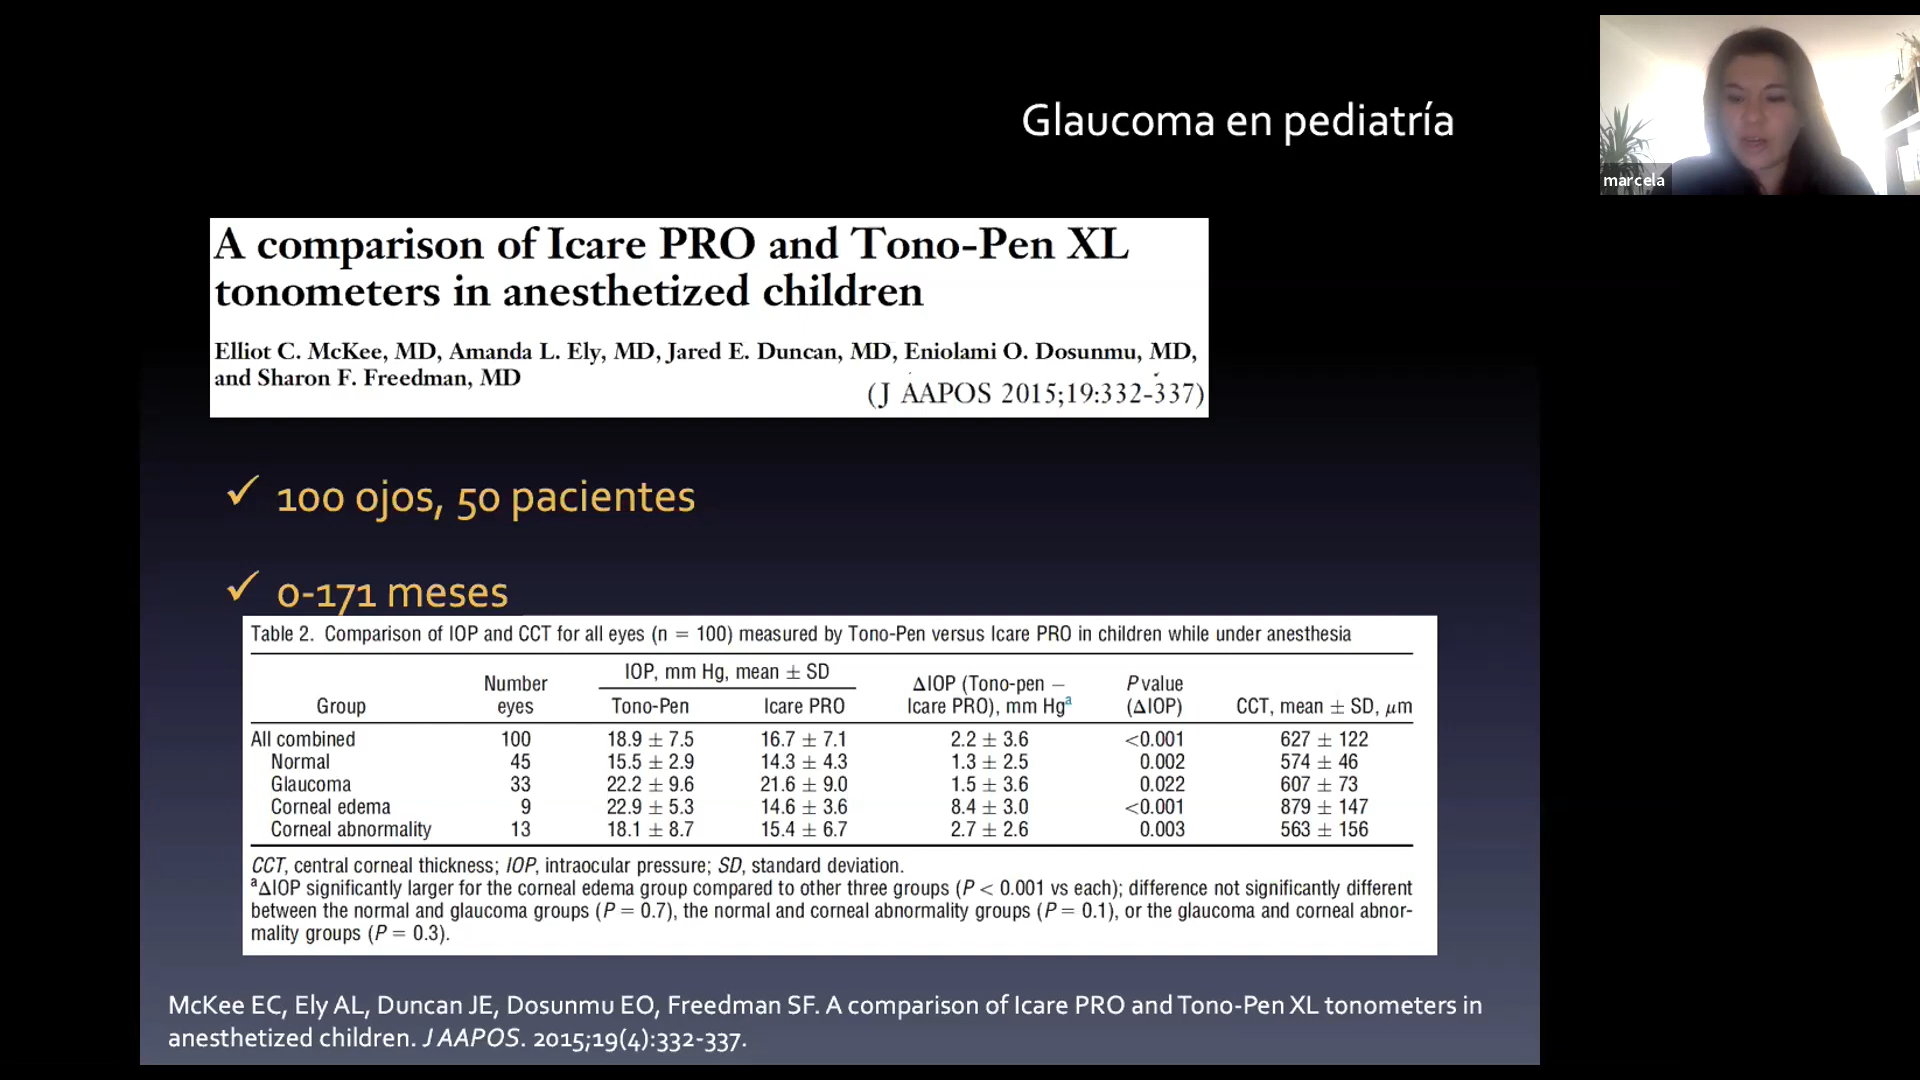 Glaucoma en pediatría
marcela
A comparison of Icare PRO and Tono-Pen XL
tonometers in anesthetized children
Elliot C. McKee, MD, Amanda L. Ely, MD, Jared E. Duncan, MD, Eniolami O. Dosunmu, MD,
and Sharon F. Freedman, MD
(J AAPOS 2015;19:332-337)
✓ 100 ojos, 50 pacientes
✓ 0-171 meses
Table 2. Comparison of IOP and CCT for all eyes (n = 100) measured by Tono-Pen versus Icare PRO in children while under anesthesia
Group Number eyes IOP, mm Hg, mean ± SD ΔIOP (Tono-pen − Icare PRO), mm Hgᵃ P value (ΔIOP) CCT, mean ± SD, μm
Tono-Pen Icare PRO
All combined 100 18.9 ± 7.5 16.7 ± 7.1 2.2 ± 3.6 <0.001 627 ± 122
Normal 45 15.5 ± 2.9 14.3 ± 4.3 1.3 ± 2.5 0.002 574 ± 46
Glaucoma 33 22.2 ± 9.6 21.6 ± 9.0 1.5 ± 3.6 0.022 607 ± 73
Corneal edema 9 22.9 ± 5.3 14.6 ± 3.6 8.4 ± 3.0 <0.001 879 ± 147
Corneal abnormality 13 18.1 ± 8.7 15.4 ± 6.7 2.7 ± 2.6 0.003 563 ± 156
CCT, central corneal thickness; IOP, intraocular pressure; SD, standard deviation.
ᵃΔIOP significantly larger for the corneal edema group compared to other three groups (P < 0.001 vs each); difference not significantly different
between the normal and glaucoma groups (P = 0.7), the normal and corneal abnormality groups (P = 0.1), or the glaucoma and corneal abnor-
mality groups (P = 0.3).
McKee EC, Ely AL, Duncan JE, Dosunmu EO, Freedman SF. A comparison of Icare PRO and Tono-Pen XL tonometers in
anesthetized children. J AAPOS. 2015;19(4):332-337.